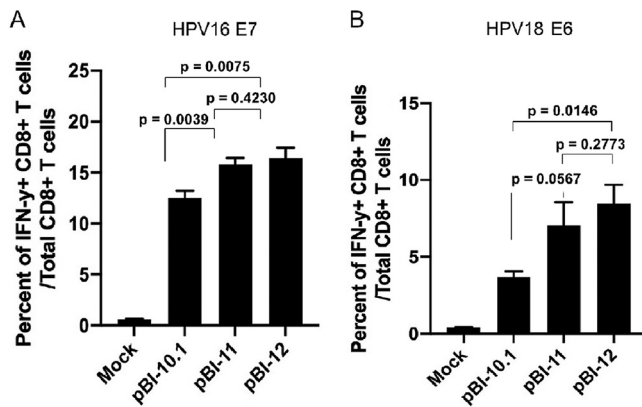 A
HPV16 E7
Percent of IFN-y+ CD8+ T cells
/Total CD8+ T cells
25
20
15
10
5
0
p = 0.0075
p = 0.4230
p = 0.0039
Mock
pBI-10.1
pBI-11
pBI-12
B
HPV18 E6
Percent of IFN-y+ CD8+ T cells
/Total CD8+ T cells
15
10
5
0
p = 0.0146
p = 0.2773
p = 0.0567
Mock
pBI-10.1
pBI-11
pBI-12